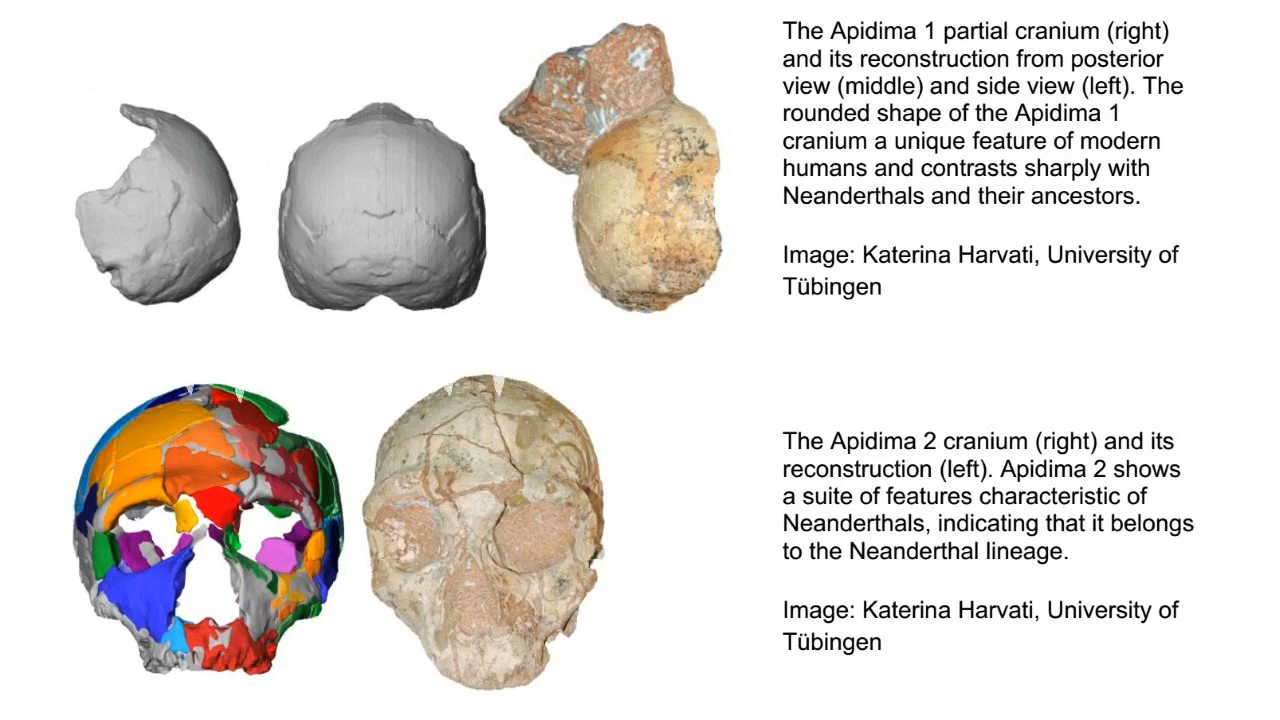 The Apidima 1 partial cranium (right)
and its reconstruction from posterior
view (middle) and side view (left). The
rounded shape of the Apidima 1
cranium a unique feature of modern
humans and contrasts sharply with
Neanderthals and their ancestors.
Image: Katerina Harvati, University of
Tübingen
The Apidima 2 cranium (right) and its
reconstruction (left). Apidima 2 shows
a suite of features characteristic of
Neanderthals, indicating that it belongs
to the Neanderthal lineage.
Image: Katerina Harvati, University of
Tübingen